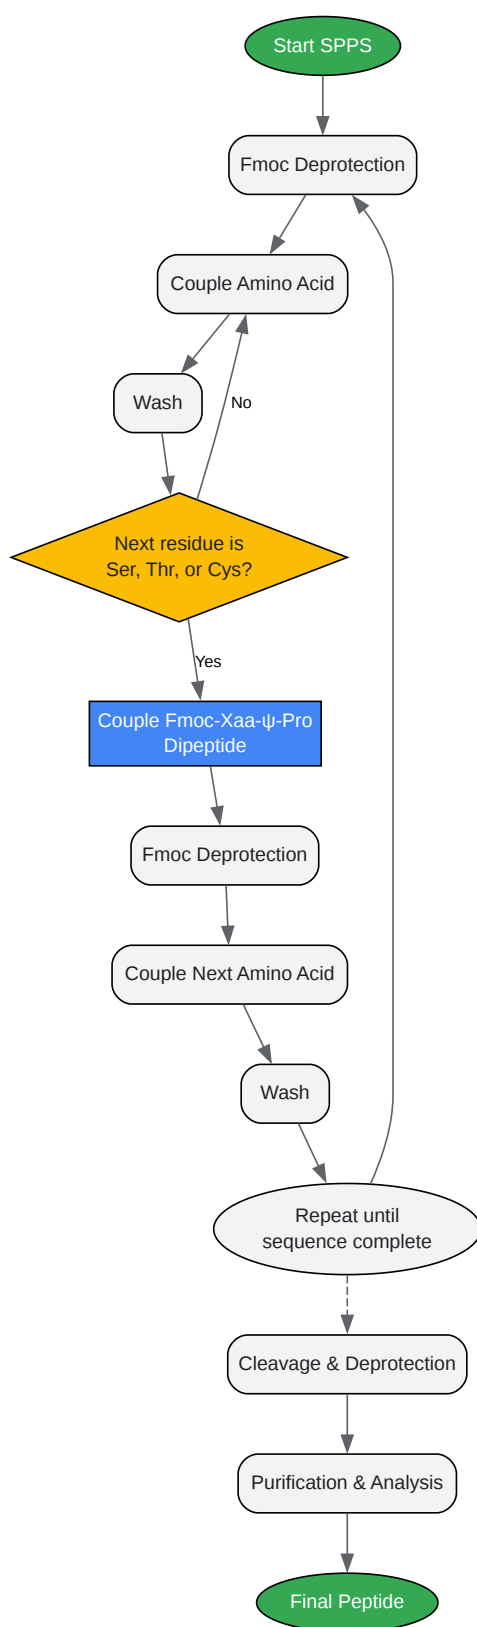 Start SPPS
Fmoc Deprotection
Couple Amino Acid
Wash
No
Next residue is
Ser, Thr, or Cys?
Yes
Couple Fmoc-Xaa-ψ-Pro
Dipeptide
Fmoc Deprotection
Couple Next Amino Acid
Wash
Repeat until
sequence complete
Cleavage & Deprotection
Purification & Analysis
Final Peptide